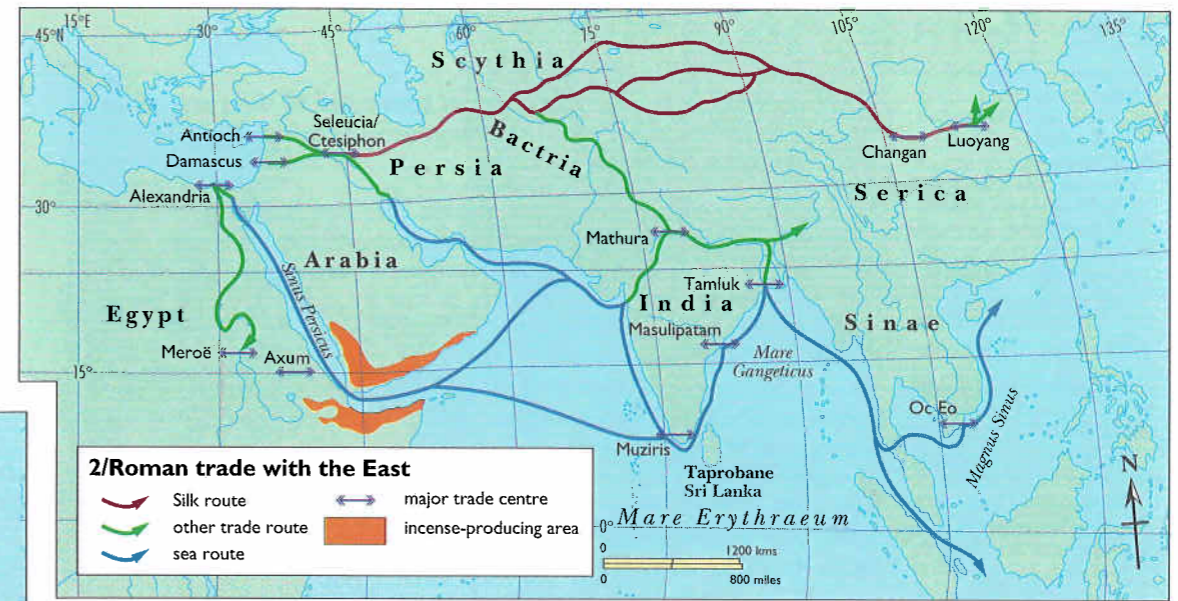 15°E
30°
45°
60°
75°
90°
105°
120°
135°
45°N
Scythia
Antioch
Seleucia/
Ctesiphon
Damascus
Bactria
Persia
Changan
Luoyang
Alexandria
Serica
30°
Mathura
Arabia
Sinus Persicus
Tamluk
India
Egypt
Masulipatam
Sinae
Meroë
Axum
Mare
Gangeticus
15°
Oc Eo
Magnus Sinus
Muziris
Taprobane
Sri Lanka
N
0°
Mare Erythraeum
2/Roman trade with the East
Silk route
major trade centre
other trade route
incense-producing area
sea route
0
1200 kms
0
800 miles